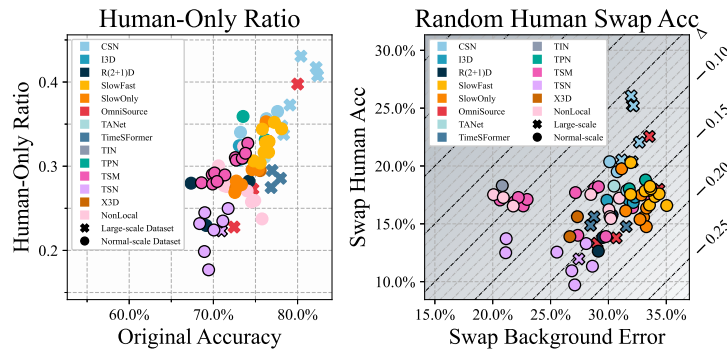 Human-Only Ratio
Human-Only Ratio
0.4
0.3
0.2
CSN
I3D
R(2+1)D
SlowFast
SlowOnly
OmniSource
TANet
TimeSFormer
TIN
TPN
TSM
TSN
X3D
NonLocal
Large-scale Dataset
Normal-scale Dataset
60.0%
70.0%
80.0%
Original Accuracy
Random Human Swap Acc
Swap Human Acc
30.0%
25.0%
20.0%
15.0%
10.0%
CSN
I3D
R(2+1)D
SlowFast
SlowOnly
OmniSource
TANet
TimeSFormer
TIN
TPN
TSM
TSN
X3D
NonLocal
Large-scale
Normal-scale
Δ
− 0.10
− 0.15
− 0.20
− 0.25
15.0%
20.0%
25.0%
30.0%
35.0%
Swap Background Error